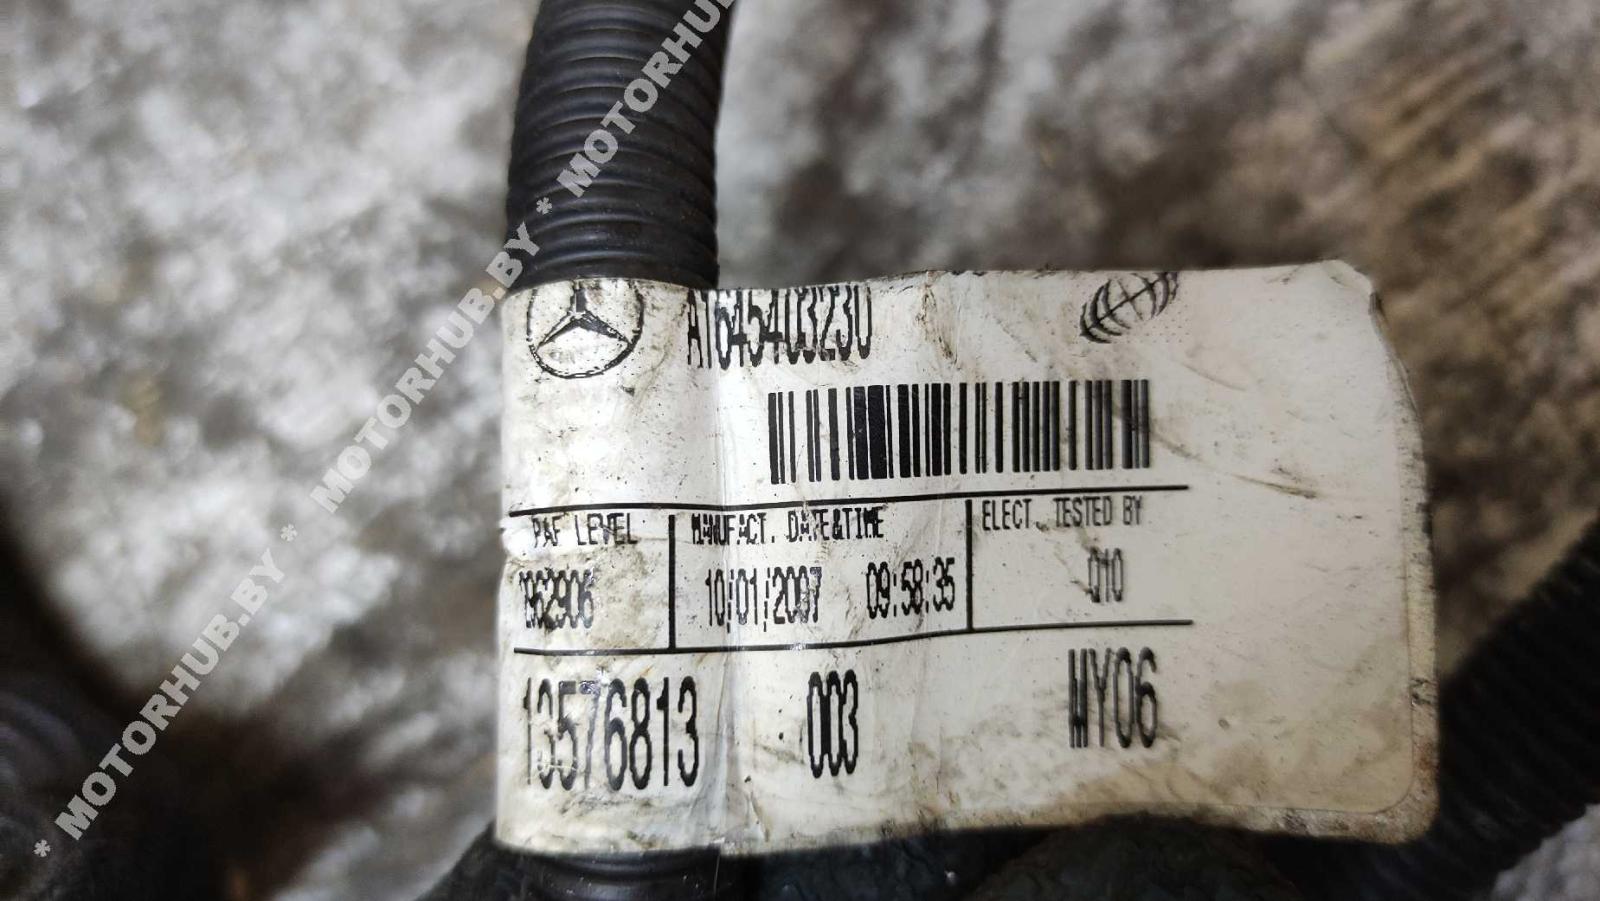 A1645403230
PAF LEVEL
MANUFACT. DATE&TIME
ELECT. TESTED BY
962906
10/01/2007 09:58:35
010
13576813 003 MY06
* MOTORHUB.BY * MOTORHUB.BY * MOTORHUB.BY * MOTORHUB